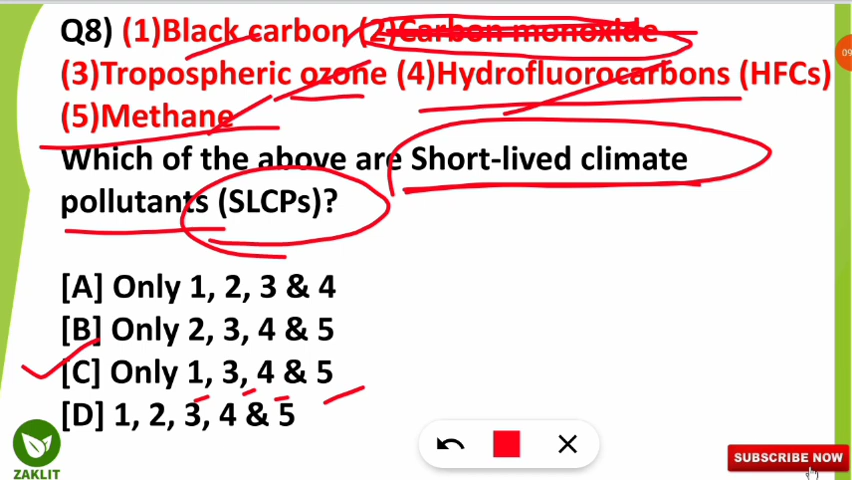 Q8) (1)Black carbon (2)Carbon monoxide
(3)Tropospheric ozone (4)Hydrofluorocarbons (HFCs)
(5)Methane
Which of the above are Short-lived climate
pollutants (SLCPs)?
[A] Only 1, 2, 3 & 4
[B] Only 2, 3, 4 & 5
[C] Only 1, 3, 4 & 5
[D] 1, 2, 3, 4 & 5
ZAKLIT
SUBSCRIBE NOW
09